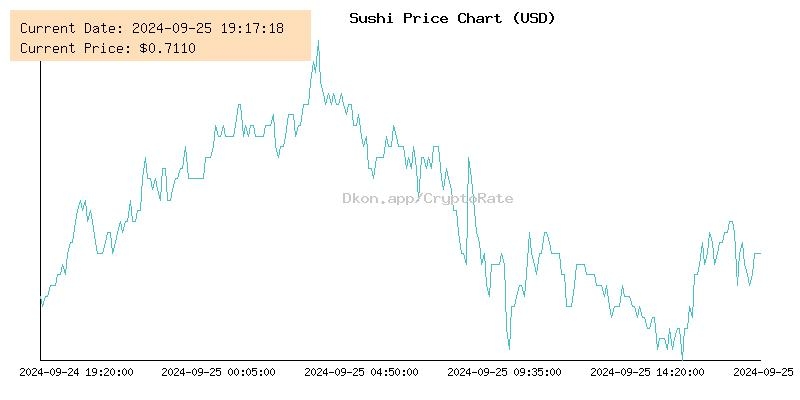 Sushi Price Chart (USD)
Current Date: 2024-09-25 19:17:18
Current Price: $0.7110
Dkon.app/CryptoRate
2024-09-24 19:20:00
2024-09-25 00:05:00
2024-09-25 04:50:00
2024-09-25 09:35:00
2024-09-25 14:20:00
2024-09-25